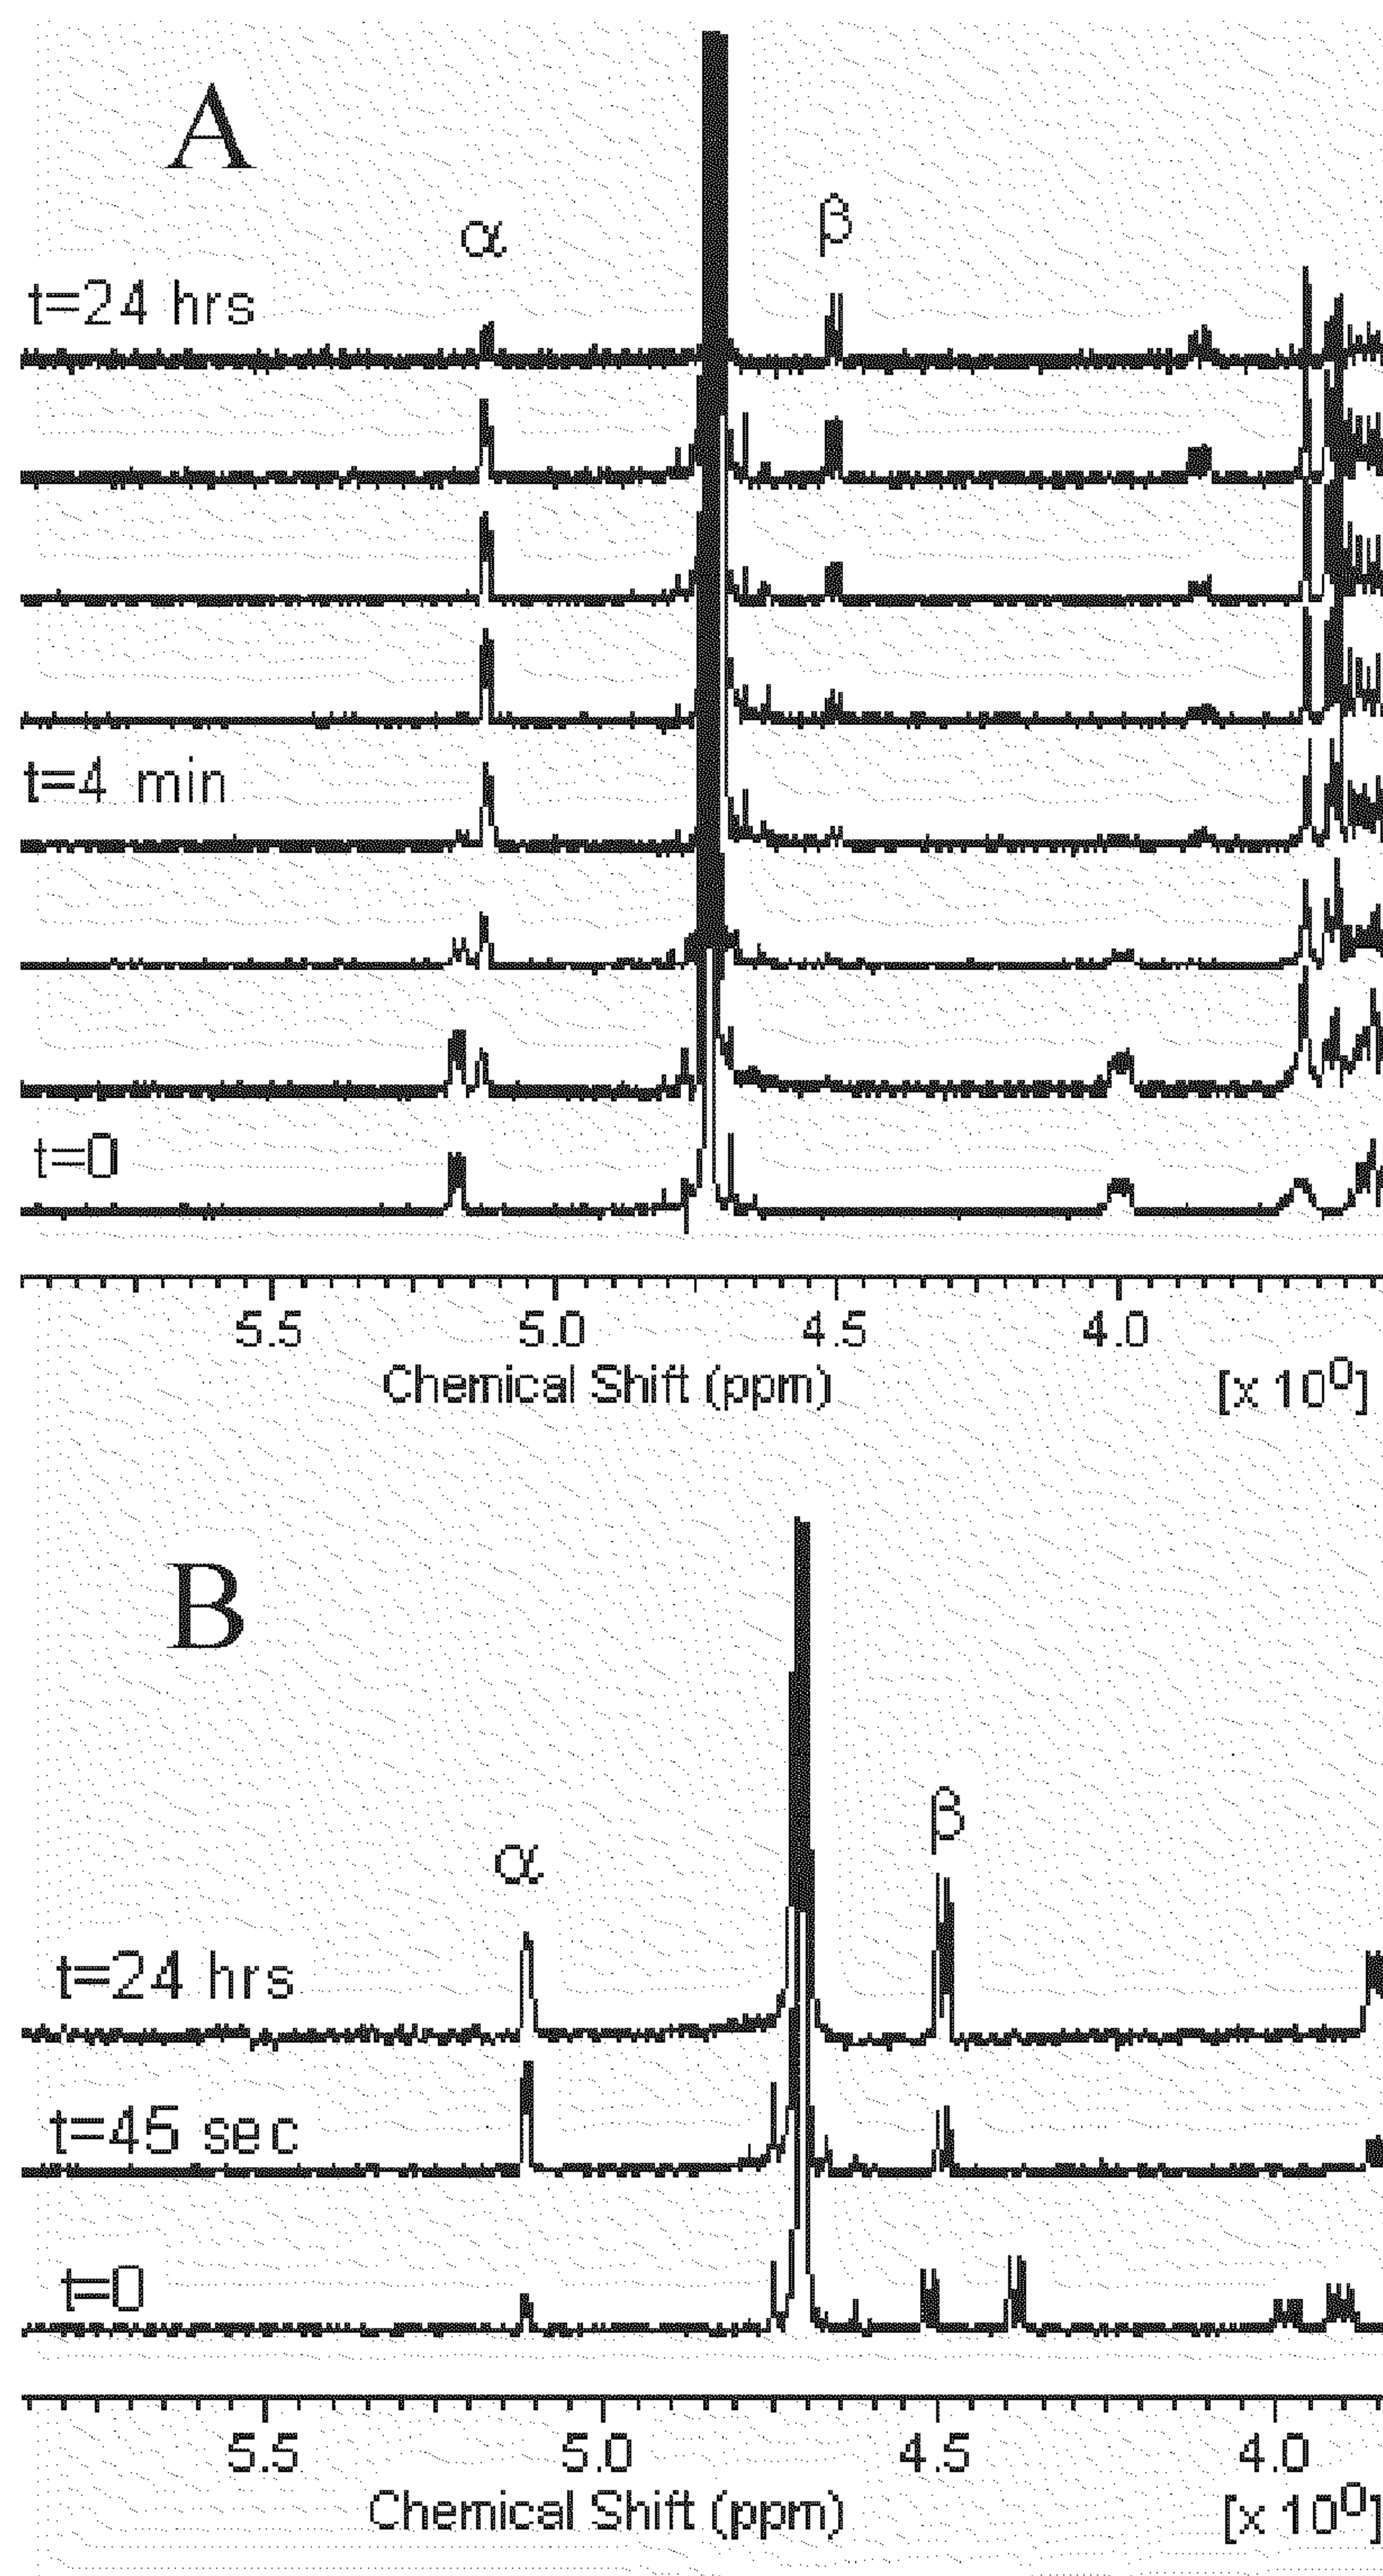 A
α
β
t=24 hrs
t=4 min
t=0
5.5 5.0 4.5 4.0
Chemical Shift (ppm) [x 10⁰]
B
β
α
t=24 hrs
t=45 sec
t=0
5.5 5.0 4.5 4.0
Chemical Shift (ppm) [x 10⁰]